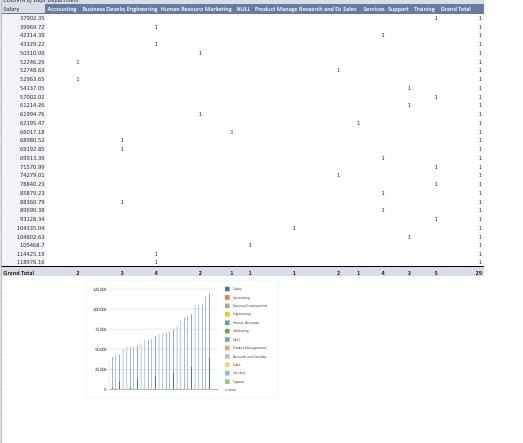 Salary Accounting Business Develo Engineering Human Resourc Marketing NULL Product Manage Research and De Sales Services Support Training Grand Total
37902.35 1 1
39969.72 1 1
42314.39 1 1
43329.22 1 1
50310.09 1 1
52246.29 1 1
52748.63 1 1
52963.65 1 1
54137.05 1 1
57002.02 1 1
61214.26 1 1
61994.76 1 1
62195.47 1 1
66017.18 1 1
68980.52 1 1
69192.85 1 1
69913.39 1 1
71570.99 1 1
74279.01 1 1
78840.23 1 1
85879.23 1 1
88360.79 1 1
89690.38 1 1
93128.34 1 1
104335.04 1 1
104802.63 1 1
105468.7 1 1
114425.19 1 1
118976.16 1 1
Grand Total 2 3 4 2 1 1 1 2 1 4 3 5 29
125 000
100 000
75 000
50 000
25 000
0
Salary
Accounting
Business Development
Engineering
Human Resources
Marketing
NULL
Product Management
Research and Develop...
Sales
Services
Support